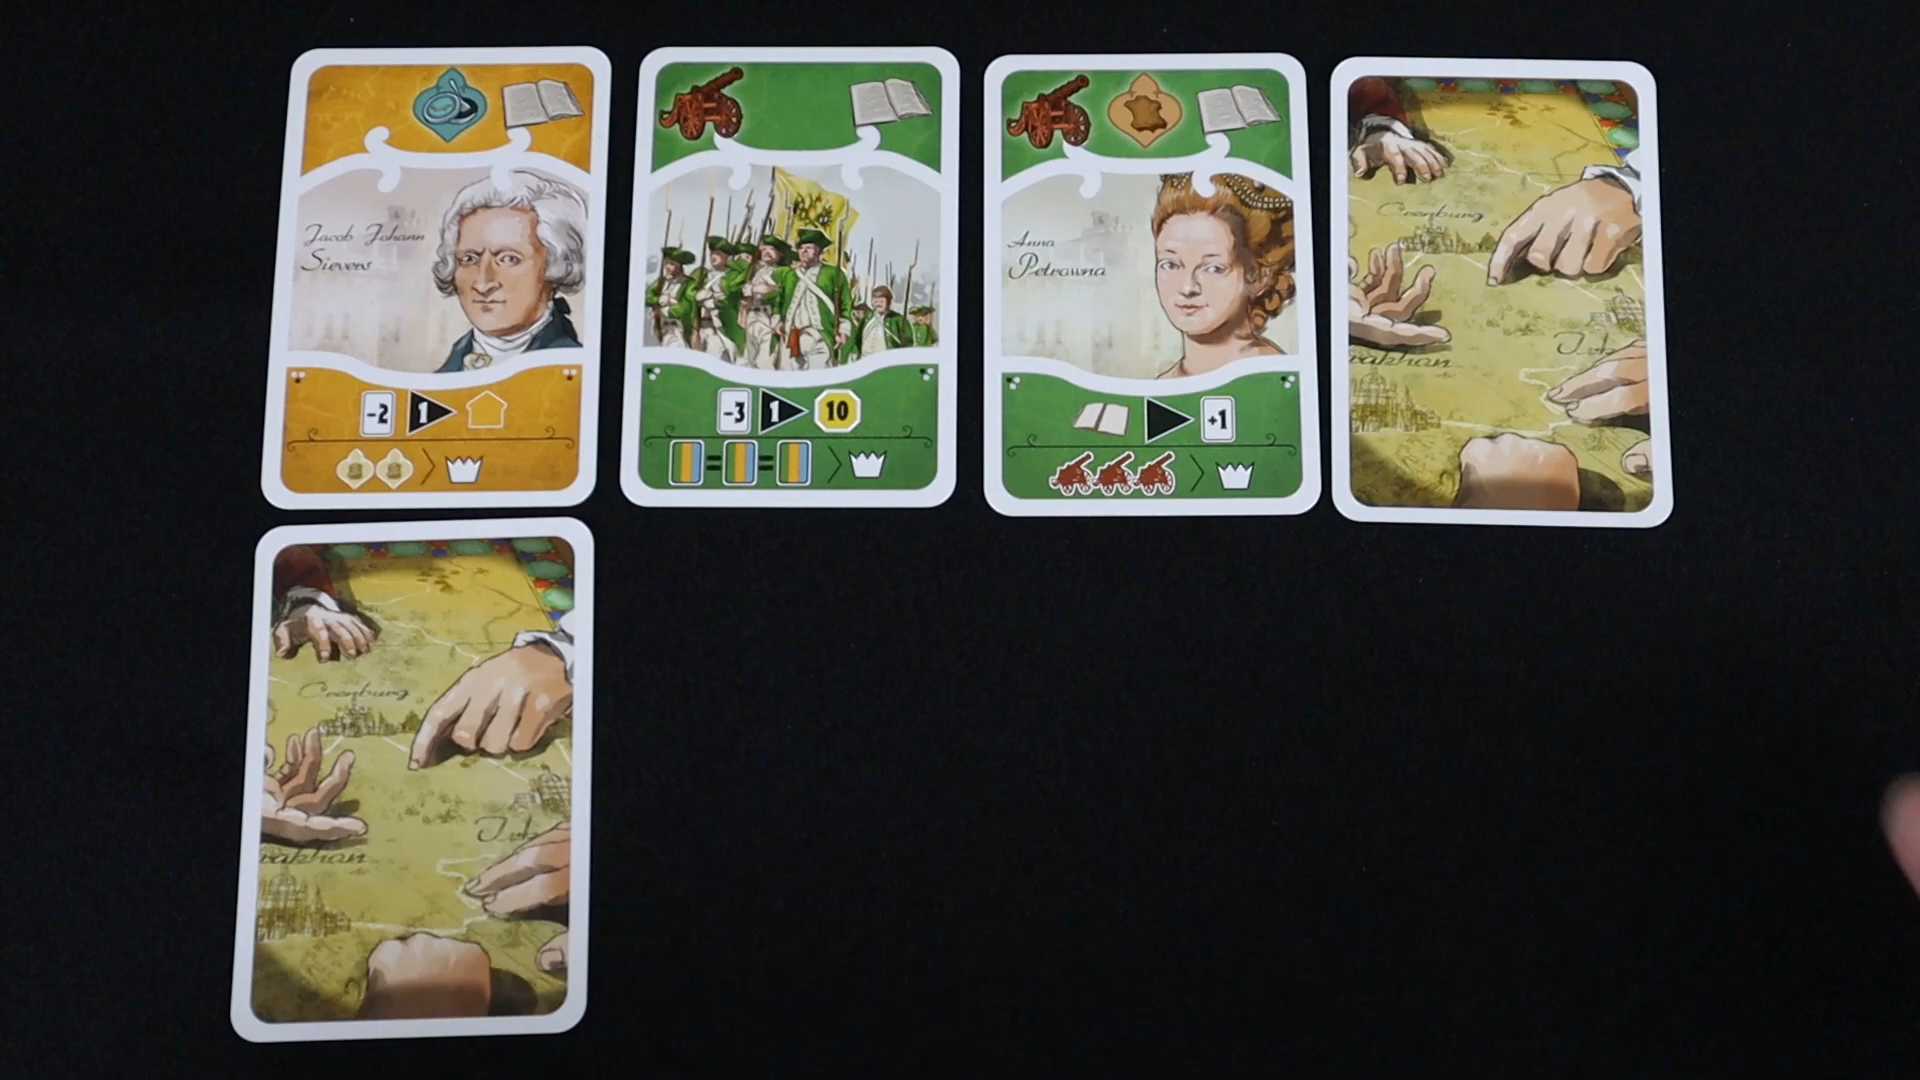 Jacob Johann
Sievers
-2 1
-3 1 10
Anna
Petrowna
+1
Orenburg
Orenburg